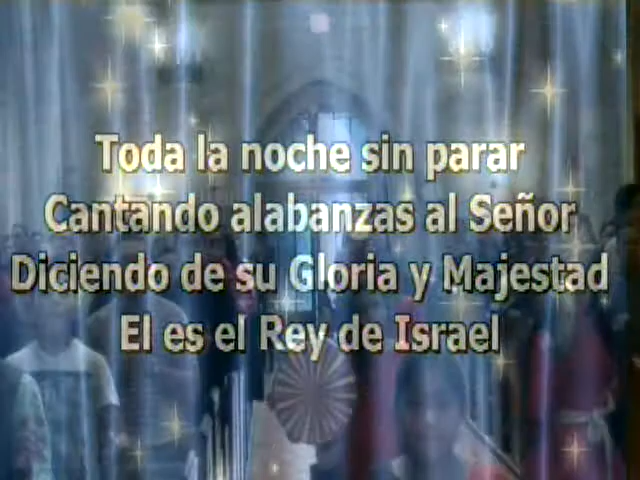 Toda la noche sin parar
Cantando alabanzas al Señor
Diciendo de su Gloria y Majestad
El es el Rey de Israel